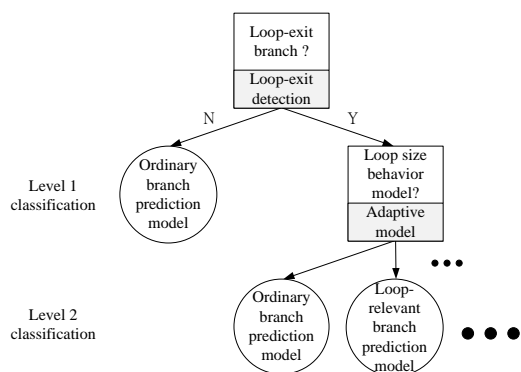 Loop-exit
branch ?
Loop-exit
detection
N
Y
Ordinary
branch
prediction
model
Loop size
behavior
model?
Adaptive
model
Level 1
classification
Ordinary
branch
prediction
model
Loop-
relevant
branch
prediction
model
Level 2
classification